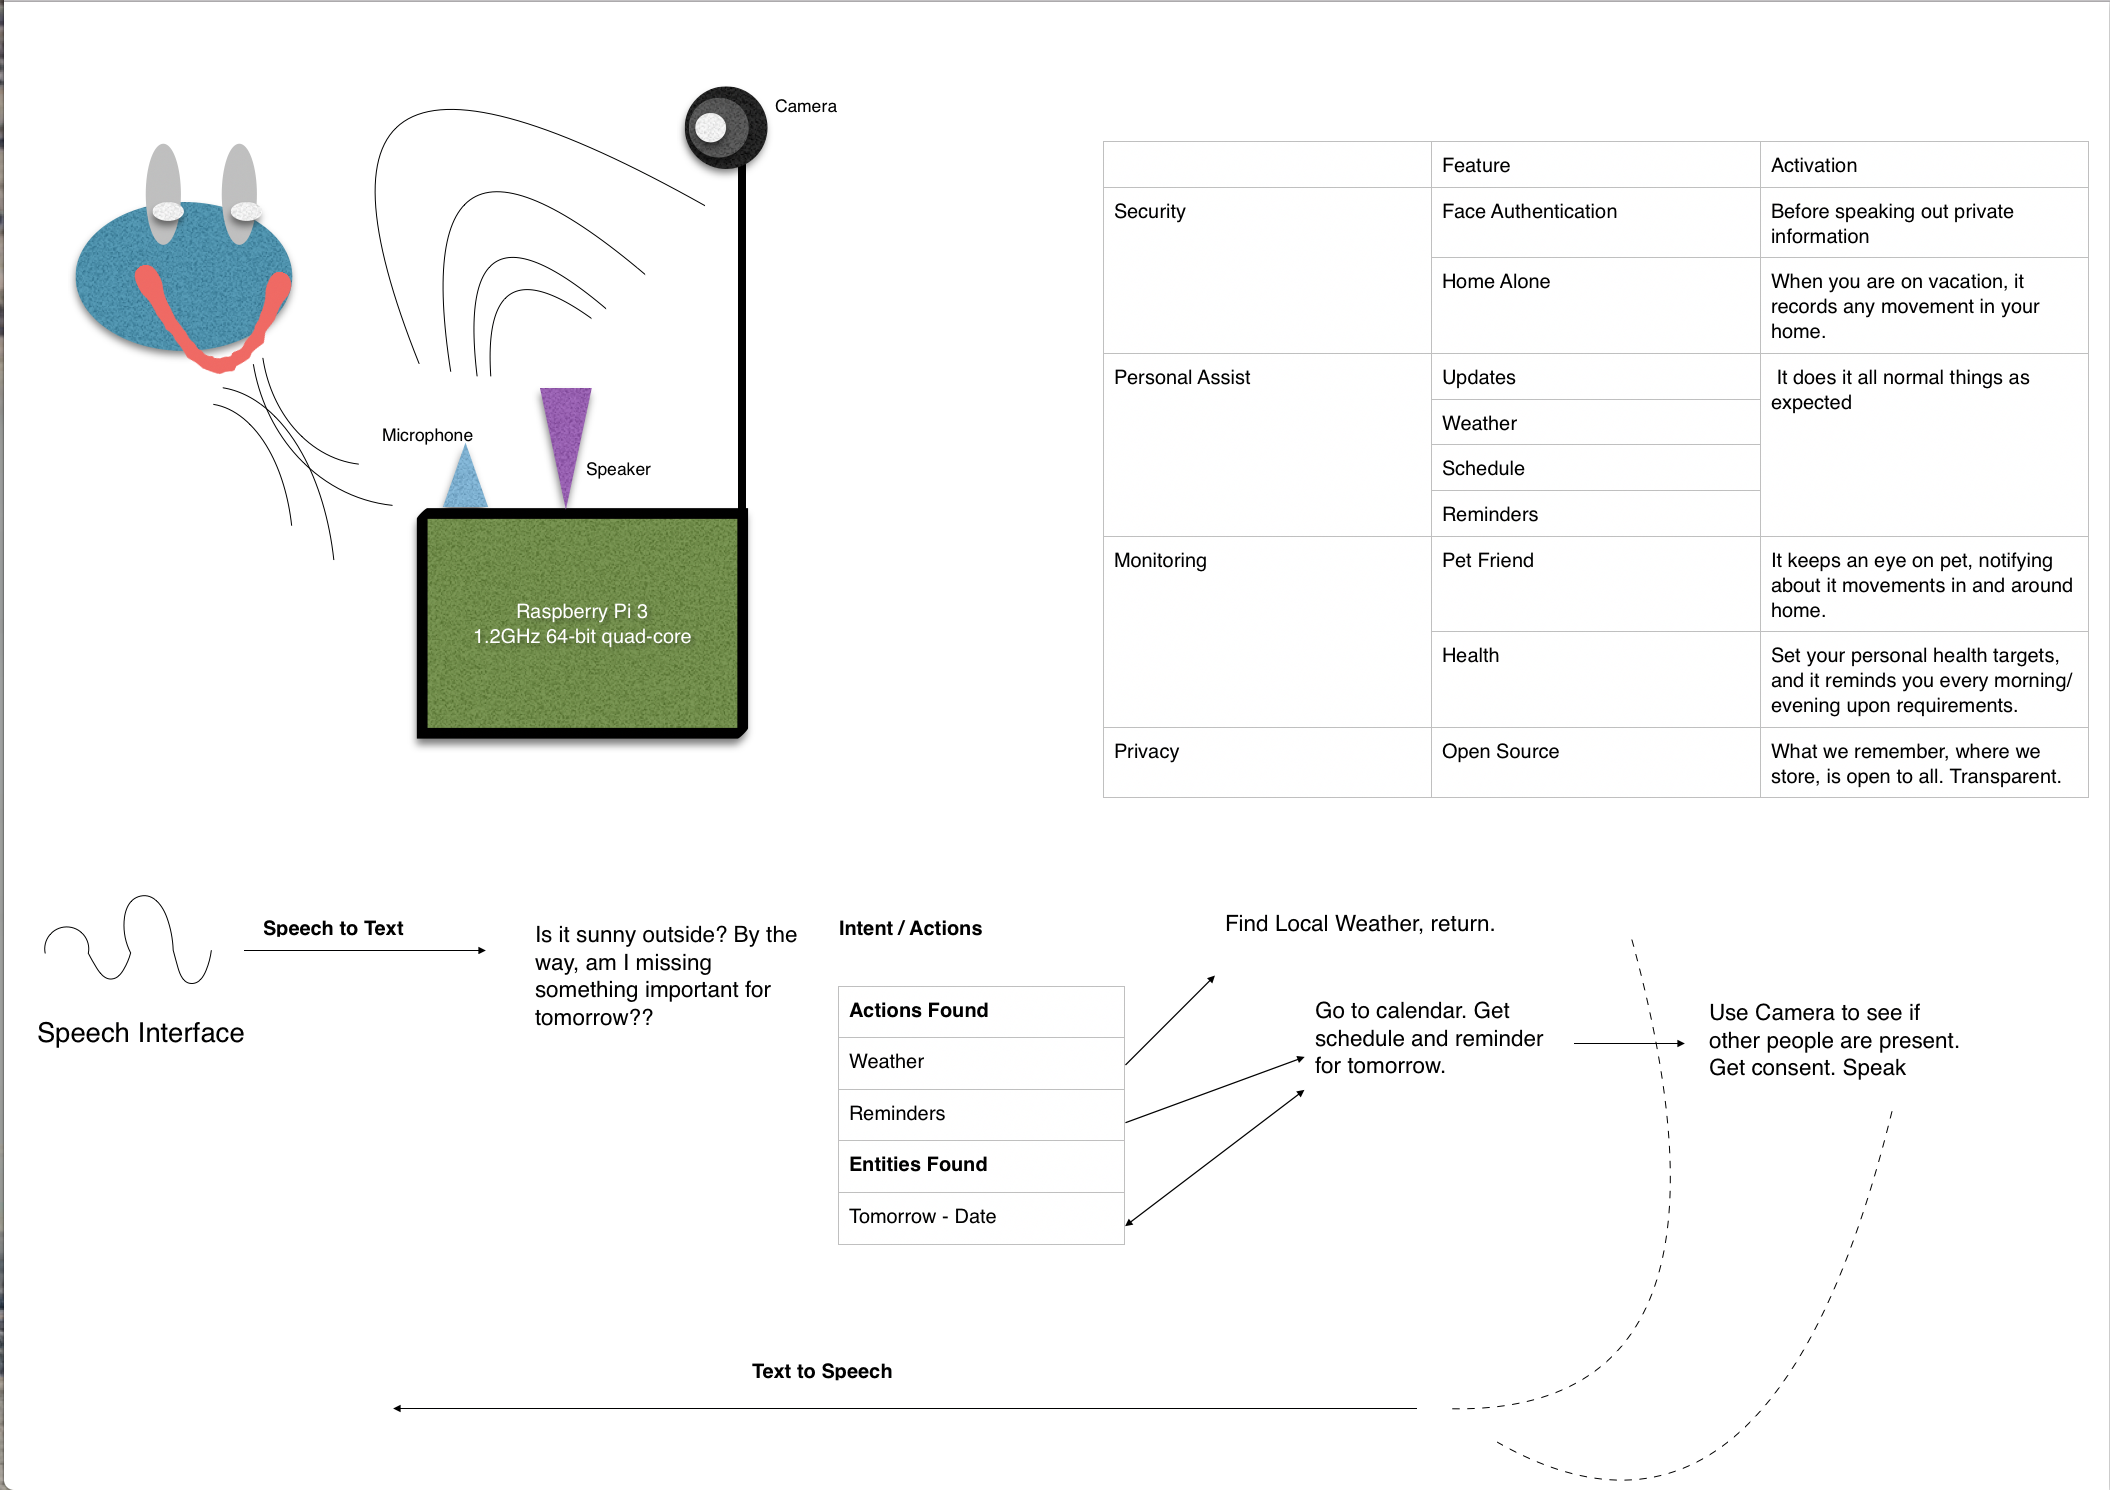 Camera
Microphone
Speaker
Raspberry Pi 3
1.2GHz 64-bit quad-core
Feature
Activation
Security
Face Authentication
Before speaking out private
information
Home Alone
When you are on vacation, it
records any movement in your
home.
Personal Assist
Updates
It does it all normal things as
expected
Weather
Schedule
Reminders
Monitoring
Pet Friend
It keeps an eye on pet, notifying
about it movements in and around
home.
Health
Set your personal health targets,
and it reminds you every morning/
evening upon requirements.
Privacy
Open Source
What we remember, where we
store, is open to all. Transparent.
Speech Interface
Speech to Text
Is it sunny outside? By the
way, am I missing
something important for
tomorrow??
Intent / Actions
Actions Found
Weather
Reminders
Entities Found
Tomorrow - Date
Find Local Weather, return.
Go to calendar. Get
schedule and reminder
for tomorrow.
Use Camera to see if
other people are present.
Get consent. Speak
Text to Speech